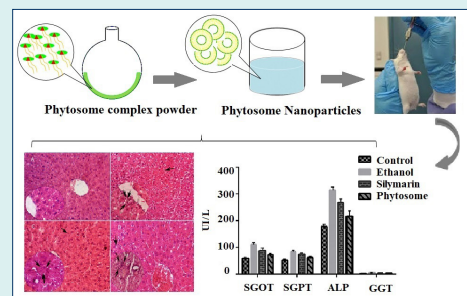 Phytosome complex powder
Phytosome Nanoparticles
UI/L
400
300
200
100
0
Control
Ethanol
Silymarin
Phytosome
SGOT SGPT ALP GGT